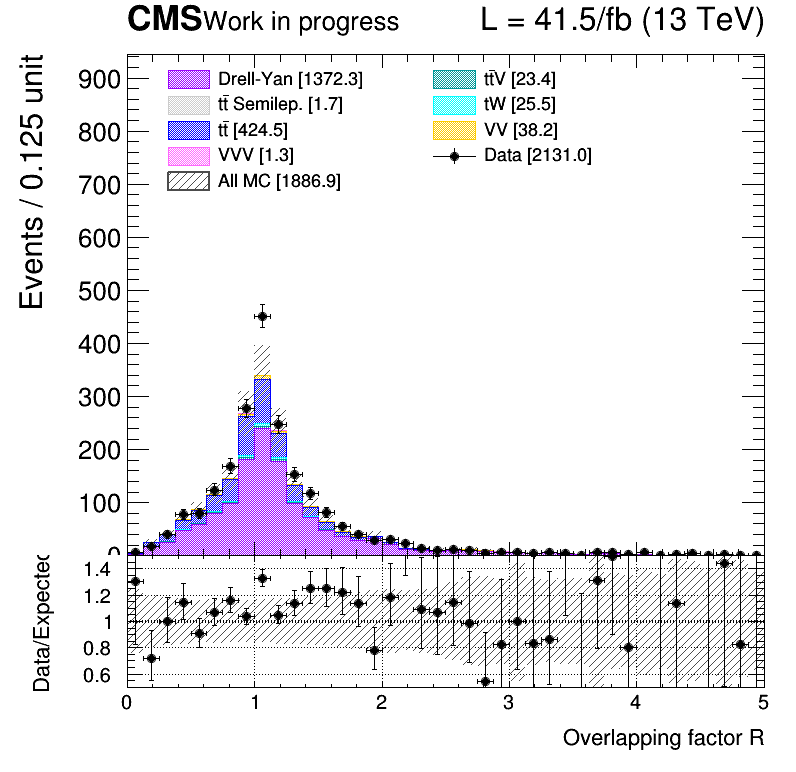 CMS Work in progress L = 41.5/fb (13 TeV)
Events / 0.125 unit
900
800
700
600
500
400
300
200
100
0
Drell-Yan [1372.3]
tt̄ Semilep. [1.7]
tt̄ [424.5]
VVV [1.3]
All MC [1886.9]
tt̄V [23.4]
tW [25.5]
VV [38.2]
Data [2131.0]
Data/Expected
1.4
1.2
1
0.8
0.6
0 1 2 3 4 5
Overlapping factor R